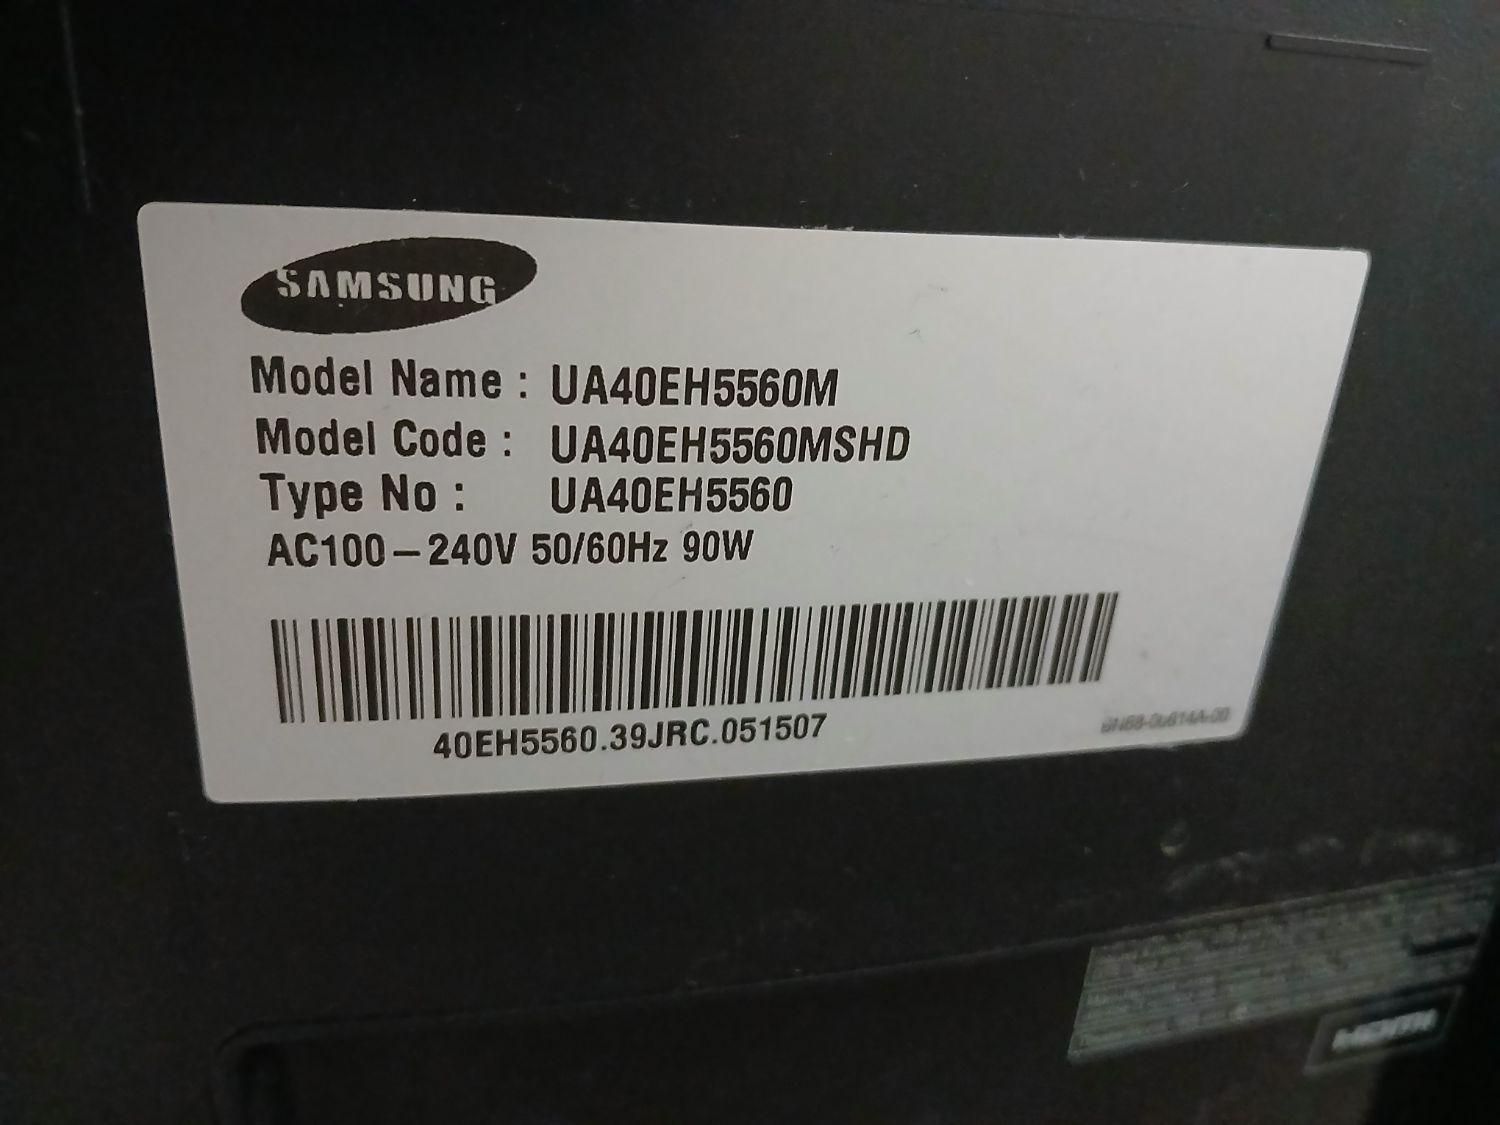 SAMSUNG
Model Name : UA40EH5560M
Model Code : UA40EH5560MSHD
Type No : UA40EH5560
AC100–240V 50/60Hz 90W
40EH5560.39JRC.051507